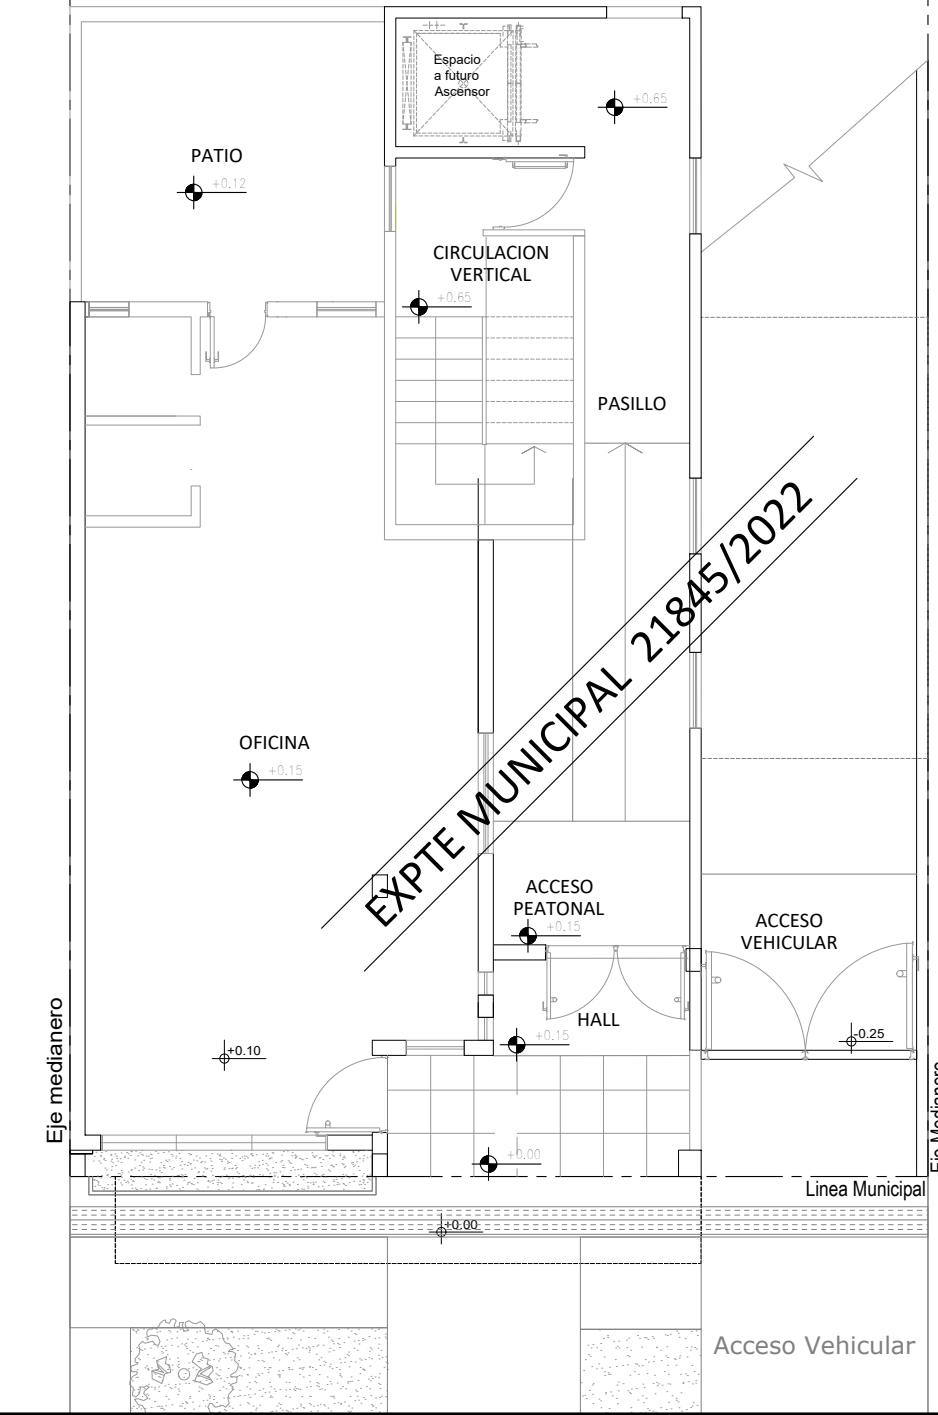 Espacio
a futuro
Ascensor
+0.65
PATIO
+0.12
CIRCULACION
VERTICAL
+0.65
PASILLO
EXPTE MUNICIPAL 21845/2022
OFICINA
+0.15
ACCESO
PEATONAL
+0.15
ACCESO
VEHICULAR
HALL
+0.15
-0.25
+0.10
Eje medianero
Eje Medianero
+0.00
Linea Municipal
+0.00
Acceso Vehicular